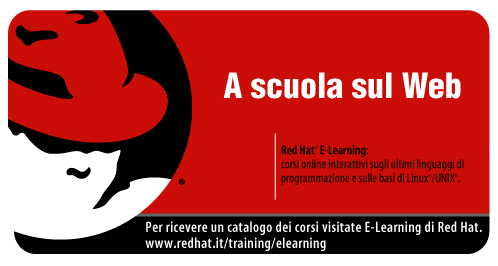 A scuola sul Web
Red Hat® E-Learning:
corsi online interattivi sugli ultimi linguaggi di
programmazione e sulle basi di Linux®/UNIX®.
®
Per ricevere un catalogo dei corsi visitate E-Learning di Red Hat.
www.redhat.it/training/elearning